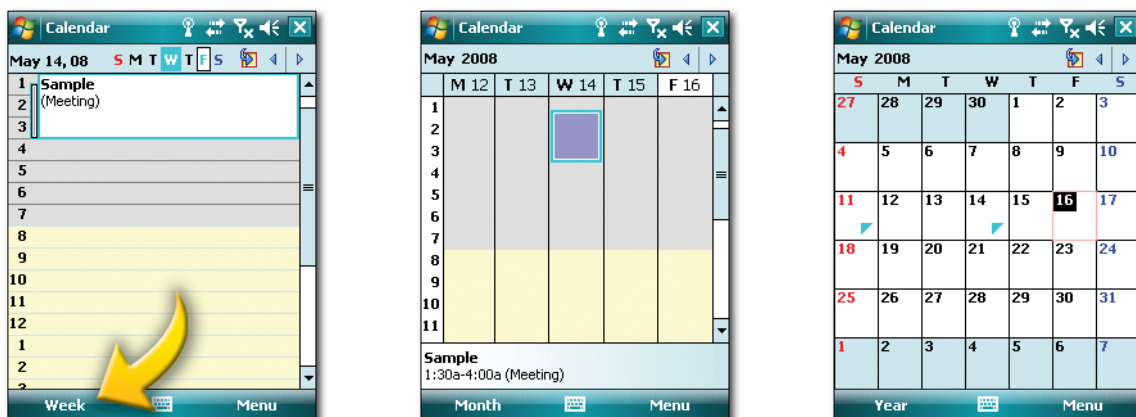 Calendar
May 14, 08 S M T W T F S
1 Sample
2 (Meeting)
3
4
5
6
7
8
9
10
11
12
1
2
3
Week Menu
Calendar
May 2008
M 12 T 13 W 14 T 15 F 16
1
2
3
4
5
6
7
8
9
10
11
Sample
1:30a-4:00a (Meeting)
Month Menu
Calendar
May 2008
S M T W T F S
27 28 29 30 1 2 3
4 5 6 7 8 9 10
11 12 13 14 15 16 17
18 19 20 21 22 23 24
25 26 27 28 29 30 31
1 2 3 4 5 6 7
Year Menu